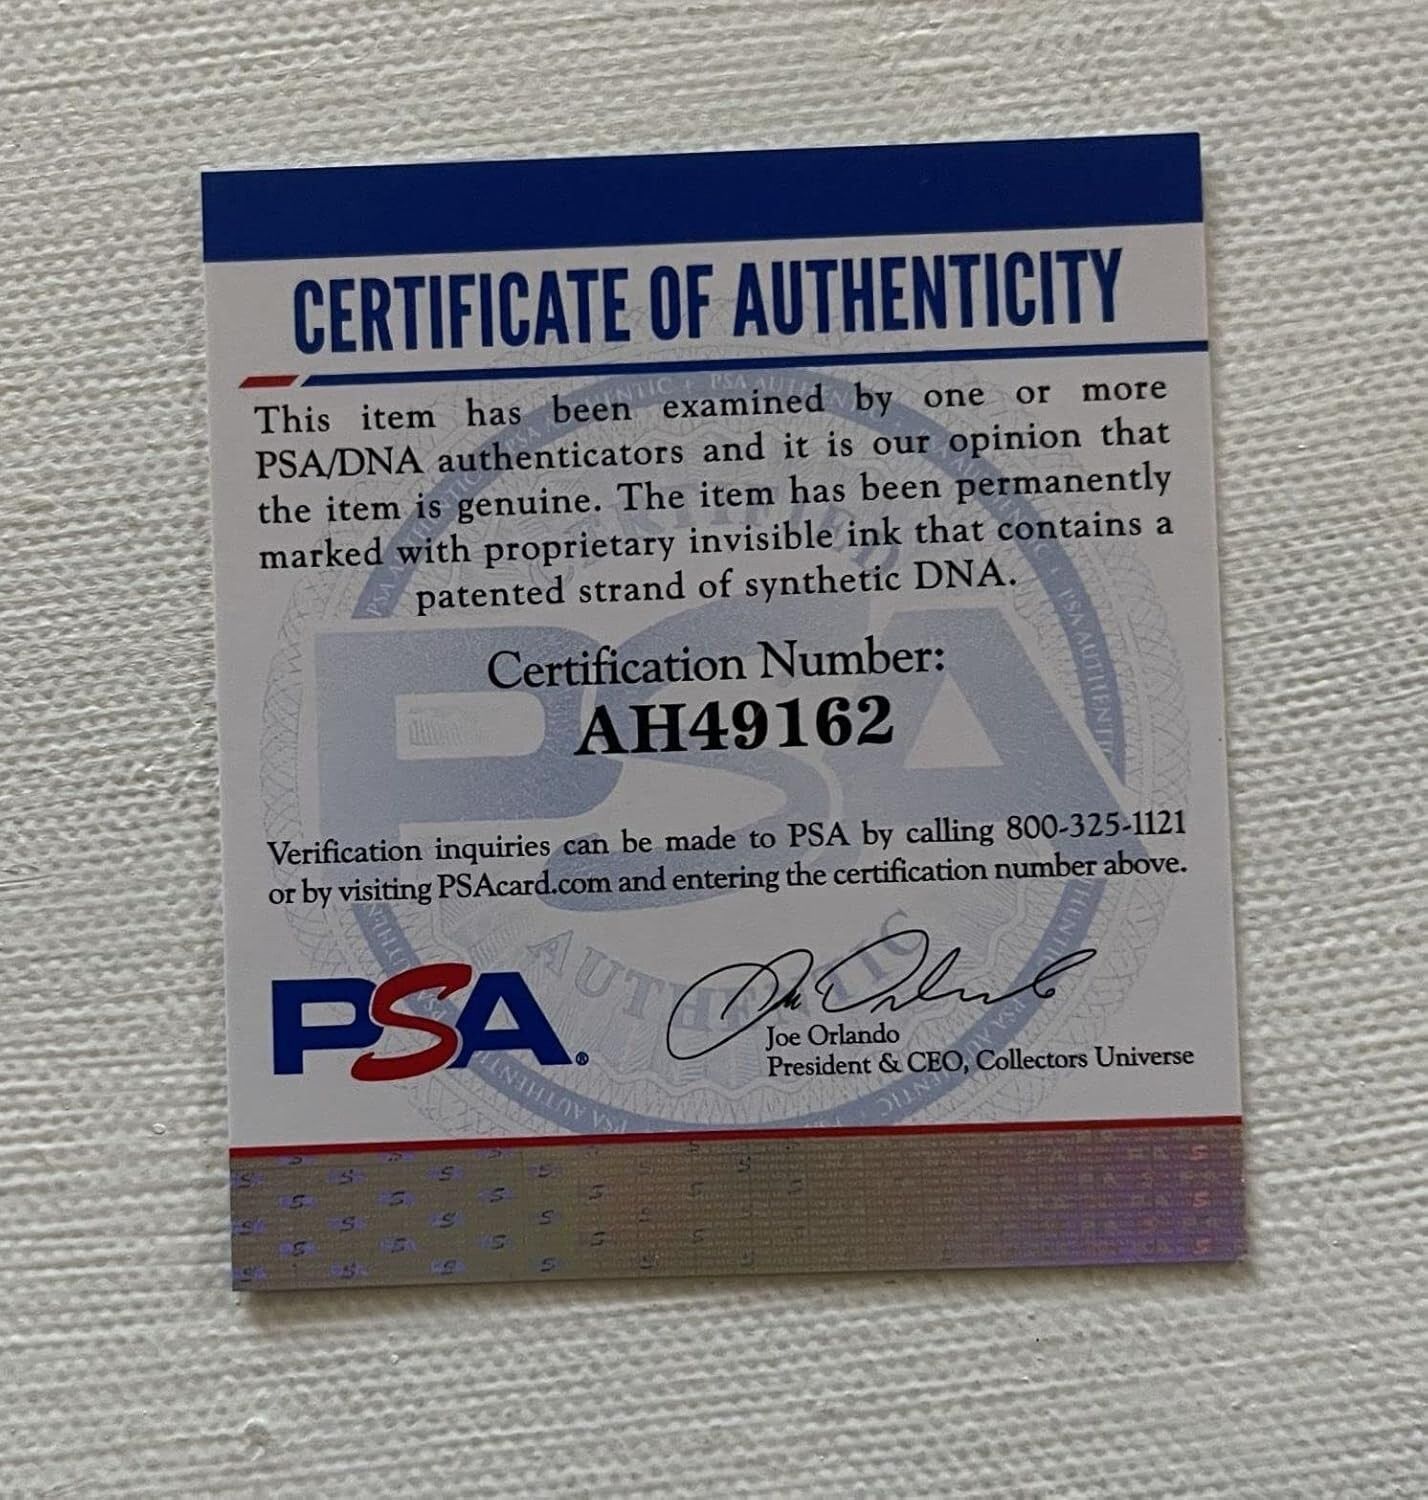 CERTIFICATE OF AUTHENTICITY
This item has been examined by one or more
PSA/DNA authenticators and it is our opinion that
the item is genuine. The item has been permanently
marked with proprietary invisible ink that contains a
patented strand of synthetic DNA.
Certification Number:
AH49162
Verification inquiries can be made to PSA by calling 800-325-1121
or by visiting PSAcard.com and entering the certification number above.
PSA®
Joe Orlando
President & CEO, Collectors Universe
PSA
CERTIFIED
AUTHENTIC